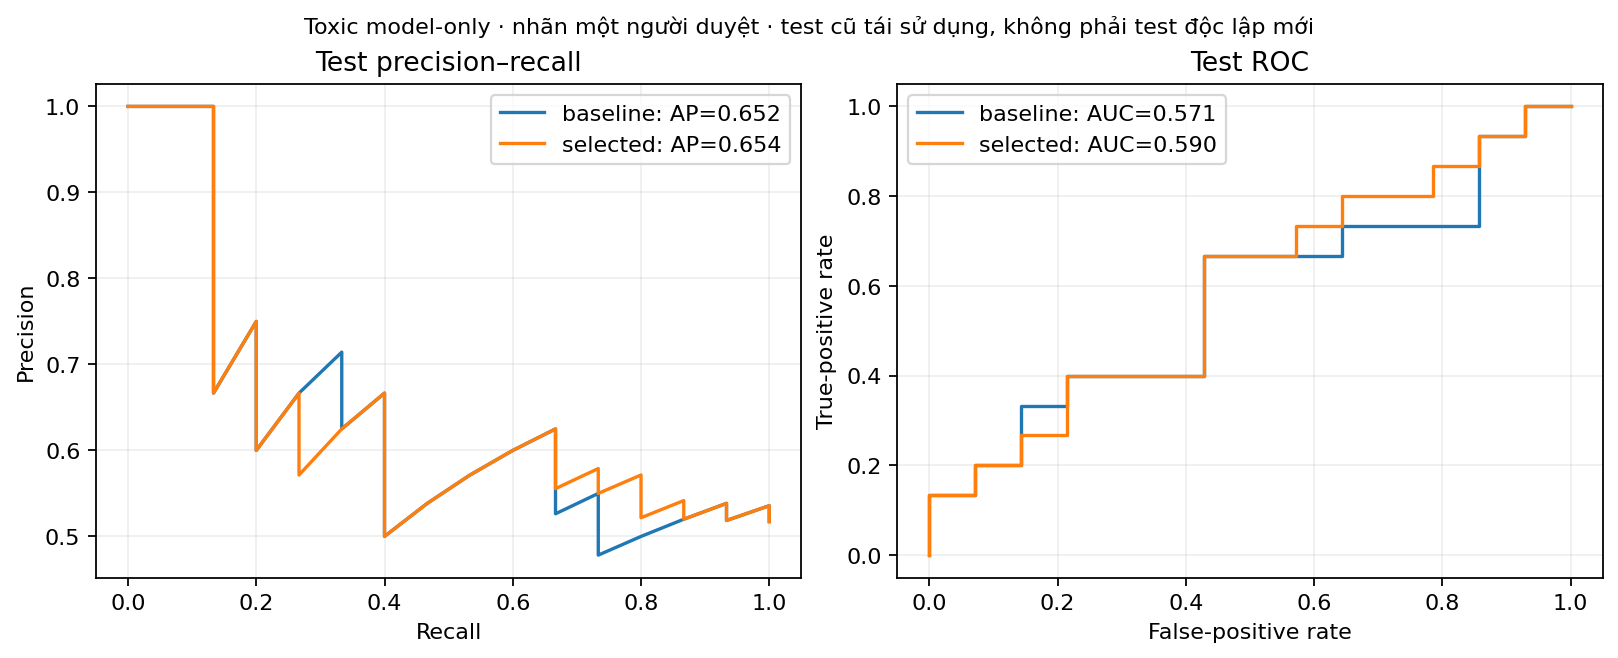 Toxic model-only · nhãn một người duyệt · test cũ tái sử dụng, không phải test độc lập mới
Test precision–recall
1.0
0.9
0.8
0.7
0.6
0.5
Precision
baseline: AP=0.652
selected: AP=0.654
0.0 0.2 0.4 0.6 0.8 1.0
Recall
Test ROC
1.0
0.8
0.6
0.4
0.2
0.0
True-positive rate
baseline: AUC=0.571
selected: AUC=0.590
0.0 0.2 0.4 0.6 0.8 1.0
False-positive rate